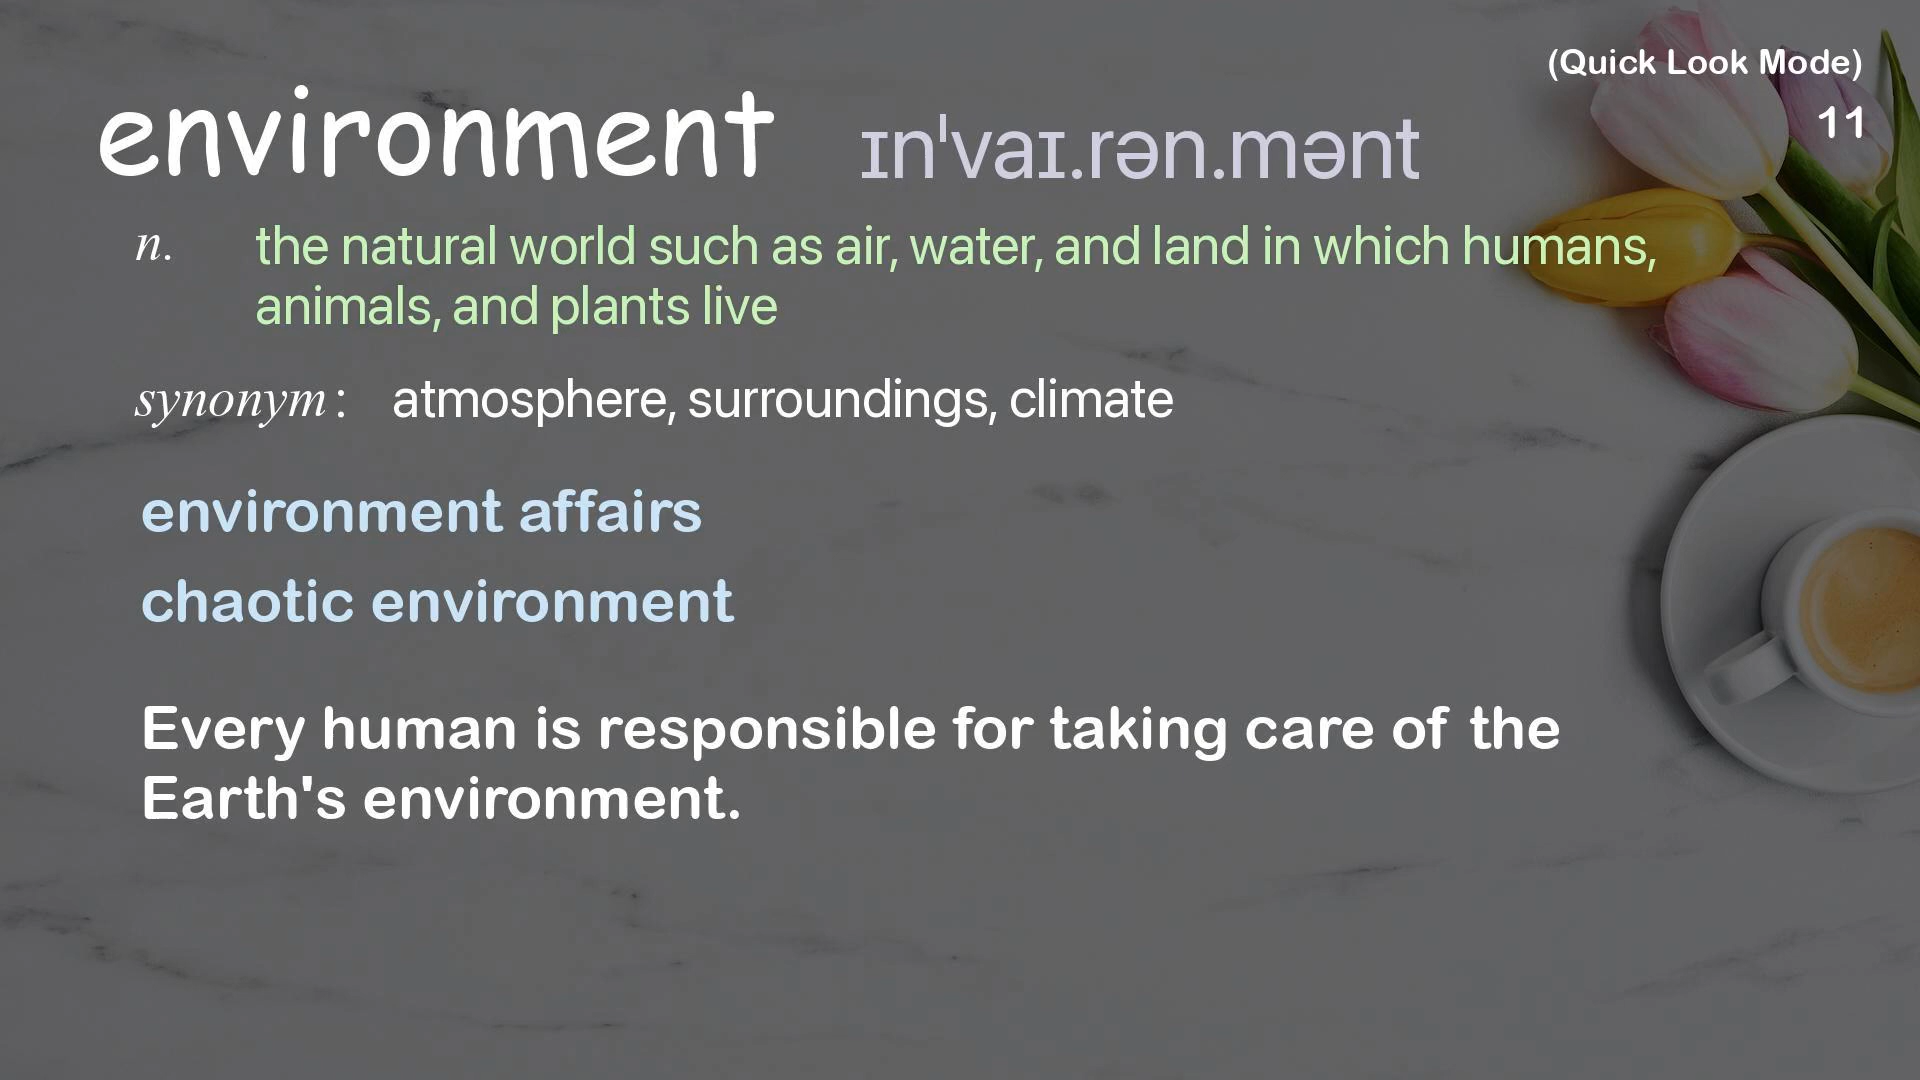 (Quick Look Mode)
11
environment ɪnˈvaɪ.rən.mənt
n. the natural world such as air, water, and land in which humans,
animals, and plants live
synonym : atmosphere, surroundings, climate
environment affairs
chaotic environment
Every human is responsible for taking care of the
Earth's environment.